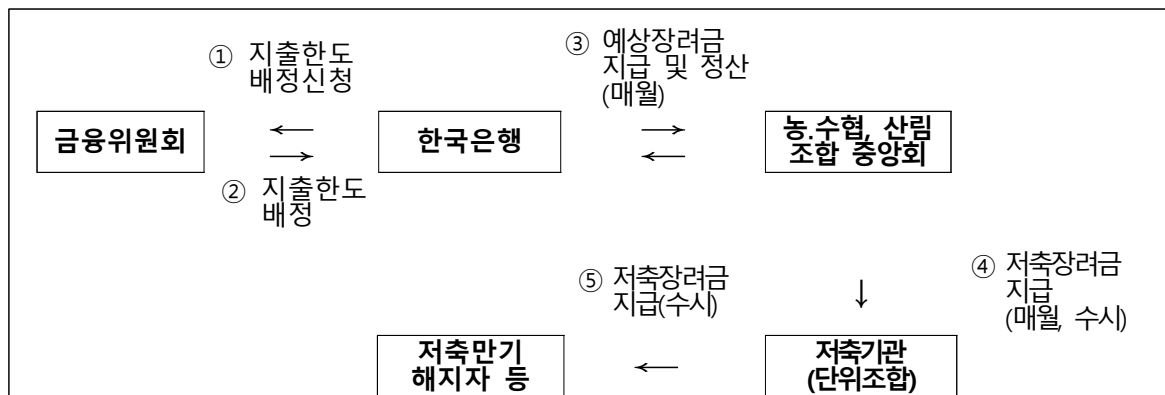 ① 지출한도
배정신청
③ 예상장려금
지급 및 정산
(매월)
금융위원회
←
→
한국은행
→
←
농.수협, 산림
조합 중앙회
② 지출한도
배정
⑤ 저축장려금
지급(수시)
↓
④ 저축장려금
지급
(매월, 수시)
저축만기
해지자 등
←
저축기관
(단위조합)